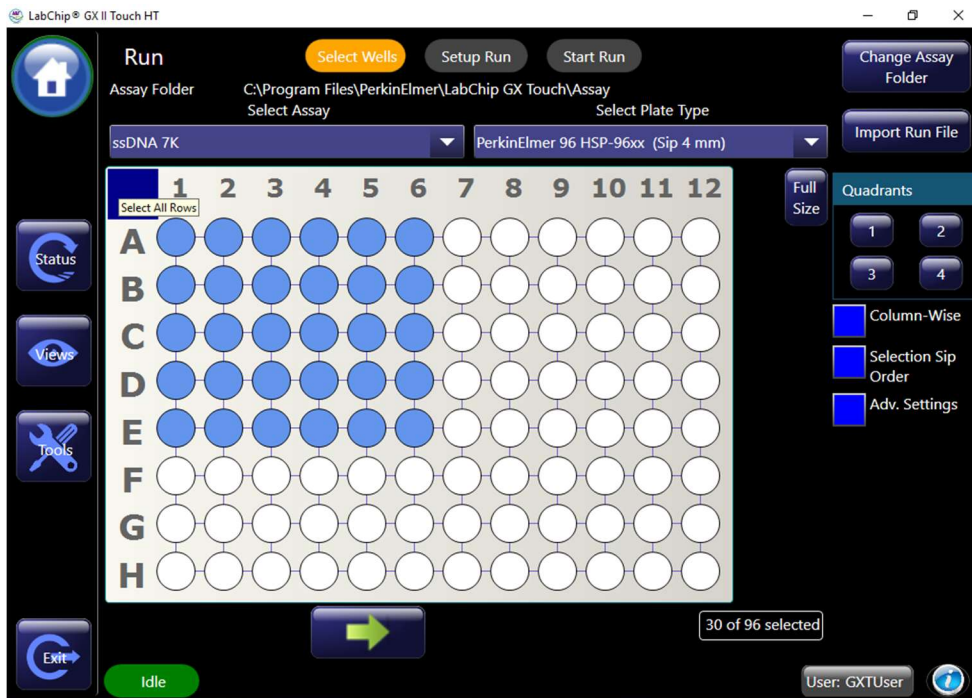 LabChip® GX II Touch HT
Run
Select Wells
Setup Run
Start Run
Change Assay
Folder
Assay Folder
C:\Program Files\PerkinElmer\LabChip GX Touch\Assay
Select Assay
Select Plate Type
Import Run File
ssDNA 7K
PerkinElmer 96 HSP-96xx (Sip 4 mm)
1 2 3 4 5 6 7 8 9 10 11 12
Select All Rows
Full
Size
Quadrants
A
1
2
Status
B
3
4
C
Column-Wise
Views
D
Selection Sip
Order
E
Adv. Settings
Tools
F
G
H
30 of 96 selected
Exit
Idle
User: GXTUser
i